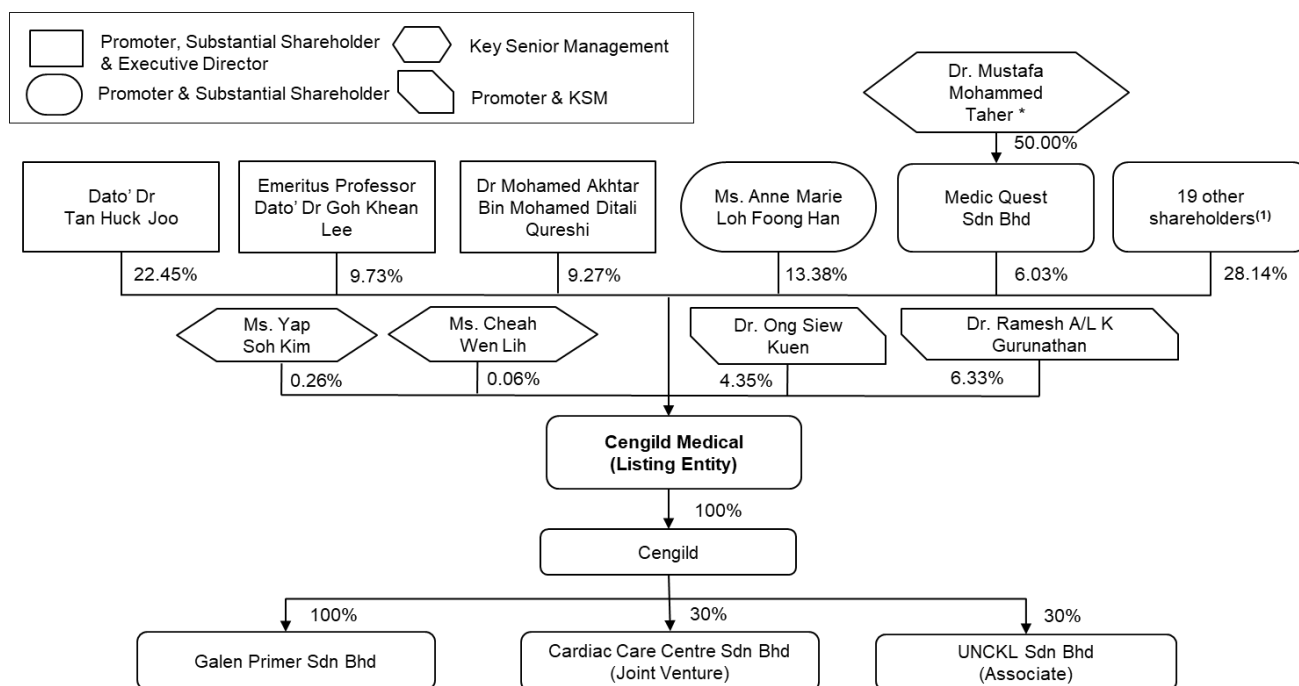 Promoter, Substantial Shareholder
& Executive Director
Key Senior Management
Promoter & Substantial Shareholder
Promoter & KSM
Dr. Mustafa
Mohammed
Taher *
50.00%
Dato’ Dr
Tan Huck Joo
Emeritus Professor
Dato’ Dr Goh Khean
Lee
Dr Mohamed Akhtar
Bin Mohamed Ditali
Qureshi
Ms. Anne Marie
Loh Foong Han
Medic Quest
Sdn Bhd
19 other
shareholders(1)
22.45%
9.73%
9.27%
13.38%
6.03%
28.14%
Ms. Yap
Soh Kim
Ms. Cheah
Wen Lih
Dr. Ong Siew
Kuen
Dr. Ramesh A/L K
Gurunathan
0.26%
0.06%
4.35%
6.33%
Cengild Medical
(Listing Entity)
100%
Cengild
100%
30%
30%
Galen Primer Sdn Bhd
Cardiac Care Centre Sdn Bhd
(Joint Venture)
UNCKL Sdn Bhd
(Associate)